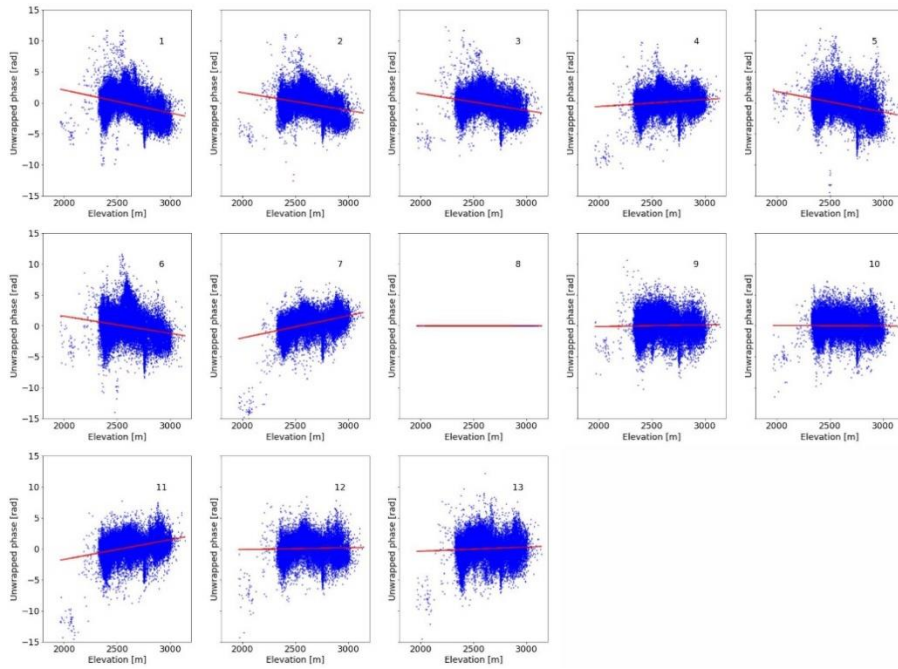 15
10
5
0
−5
−10
−15
Unwrapped phase [rad]
1
2000 2500 3000
Elevation [m]
Unwrapped phase [rad]
2
2000 2500 3000
Elevation [m]
Unwrapped phase [rad]
3
2000 2500 3000
Elevation [m]
Unwrapped phase [rad]
4
2000 2500 3000
Elevation [m]
Unwrapped phase [rad]
5
2000 2500 3000
Elevation [m]
15
10
5
0
−5
−10
−15
Unwrapped phase [rad]
6
2000 2500 3000
Elevation [m]
Unwrapped phase [rad]
7
2000 2500 3000
Elevation [m]
Unwrapped phase [rad]
8
2000 2500 3000
Elevation [m]
Unwrapped phase [rad]
9
2000 2500 3000
Elevation [m]
Unwrapped phase [rad]
10
2000 2500 3000
Elevation [m]
15
10
5
0
−5
−10
−15
Unwrapped phase [rad]
11
2000 2500 3000
Elevation [m]
Unwrapped phase [rad]
12
2000 2500 3000
Elevation [m]
Unwrapped phase [rad]
13
2000 2500 3000
Elevation [m]